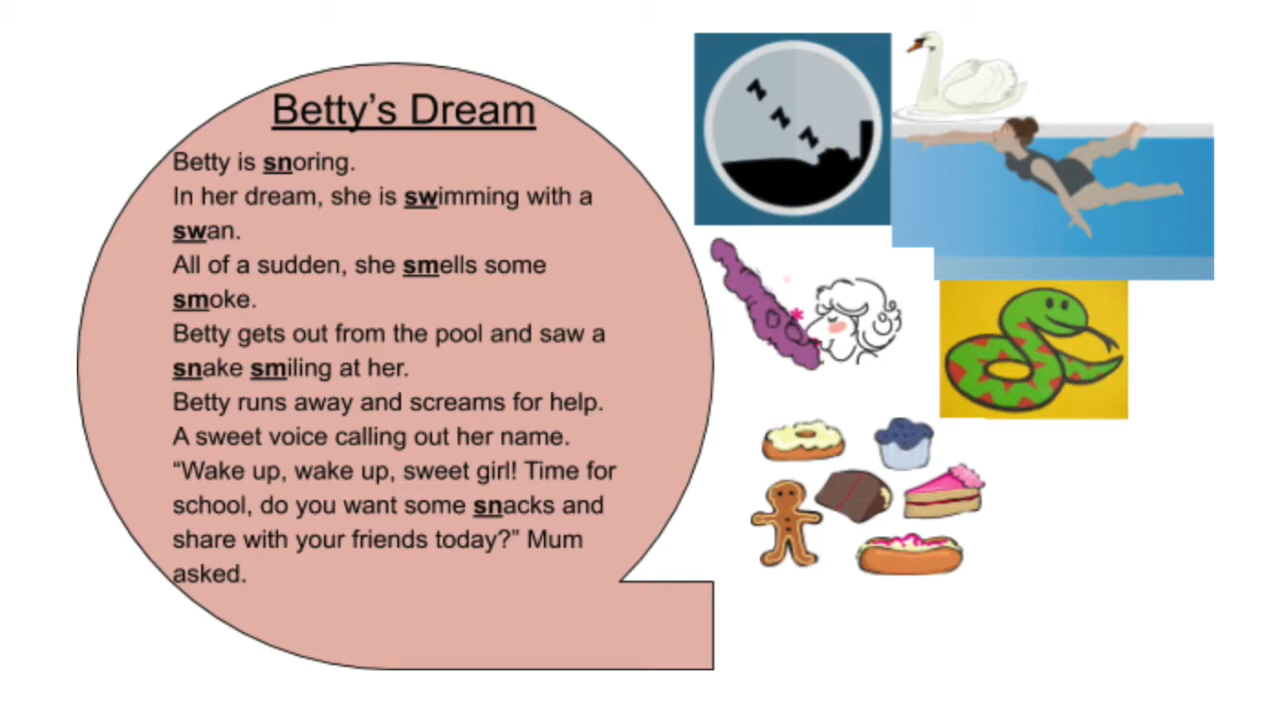 Betty's Dream
Betty is snoring.
In her dream, she is swimming with a
swan.
All of a sudden, she smells some
smoke.
Betty gets out from the pool and saw a
snake smiling at her.
Betty runs away and screams for help.
A sweet voice calling out her name.
“Wake up, wake up, sweet girl! Time for
school, do you want some snacks and
share with your friends today?” Mum
asked.
Z
Z
Z